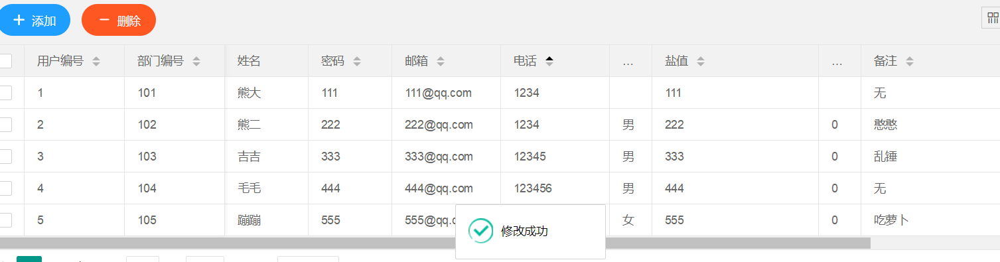 添加 删除
用户编号 部门编号 姓名 密码 邮箱 电话 ... 盐值 ... 备注
1 101 熊大 111 111@qq.com 1234 111 无
2 102 熊二 222 222@qq.com 1234 男 222 0 憨憨
3 103 吉吉 333 333@qq.com 12345 男 333 0 乱锤
4 104 毛毛 444 444@qq.com 123456 男 444 0 无
5 105 蹦蹦 555 555@q 女 555 0 吃萝卜
修改成功